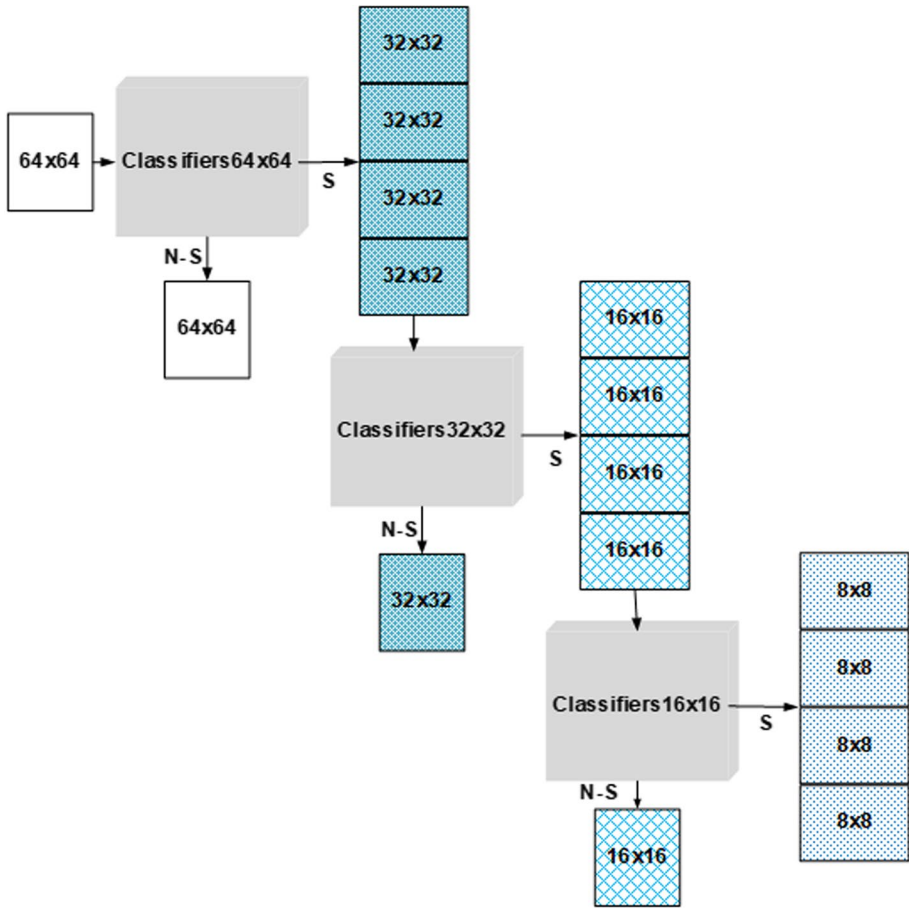 64x64
Classifiers64x64
S
N-S
64x64
32x32
32x32
32x32
32x32
Classifiers32x32
S
N-S
32x32
16x16
16x16
16x16
16x16
Classifiers16x16
S
N-S
16x16
8x8
8x8
8x8
8x8